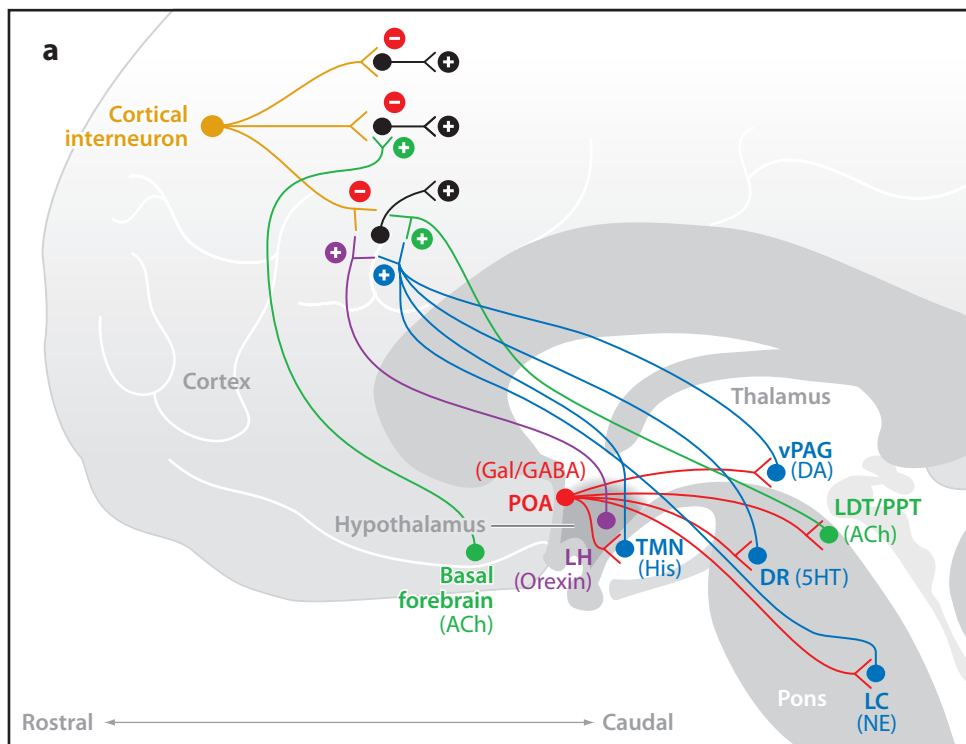 a
−
+
Cortical
interneuron
−
+
+
−
+
+
+
+
Cortex
Thalamus
vPAG
(DA)
(Gal/GABA)
POA
LDT/PPT
(ACh)
Hypothalamus
LH
(Orexin)
TMN
(His)
DR (5HT)
Basal
forebrain
(ACh)
Pons
LC
(NE)
Rostral
Caudal